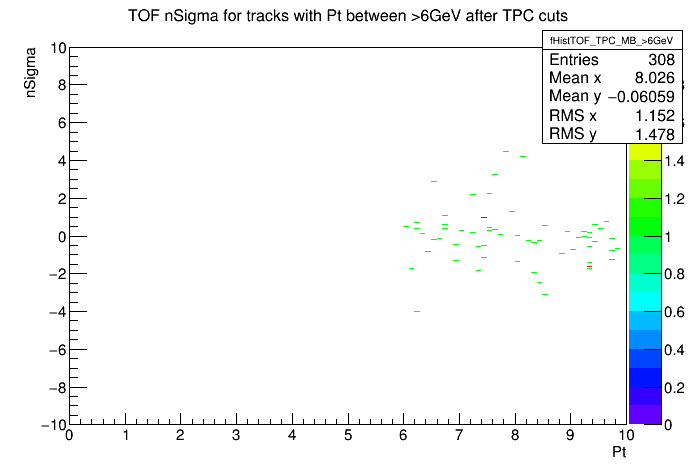 TOF nSigma for tracks with Pt between >6GeV after TPC cuts
fHistTOF_TPC_MB_>6GeV
Entries 308
Mean x 8.026
Mean y −0.06059
RMS x 1.152
RMS y 1.478
nSigma
10
8
6
4
2
0
−2
−4
−6
−8
−10
0 1 2 3 4 5 6 7 8 9 10
Pt
1.4
1.2
1
0.8
0.6
0.4
0.2
0